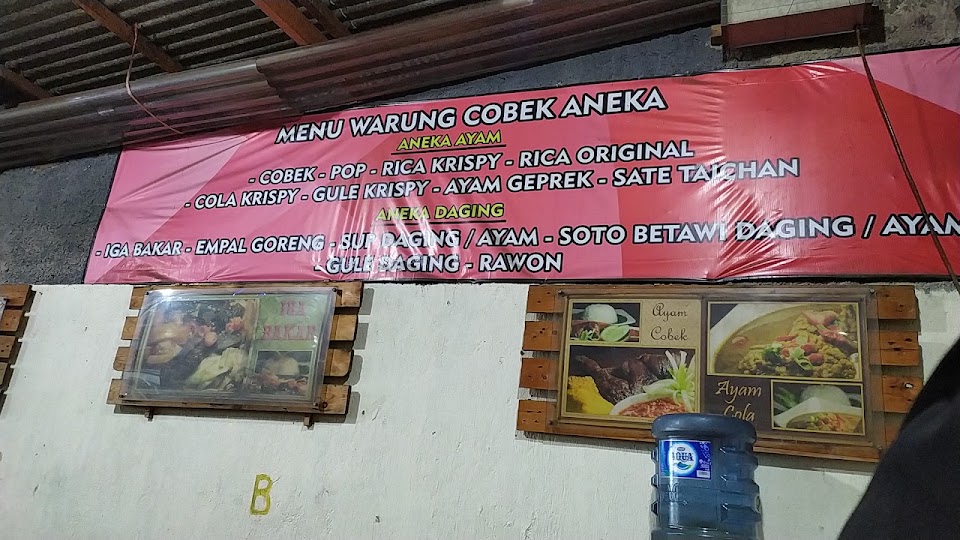 MENU WARUNG COBEK ANEKA
ANEKA AYAM
- COBEK - POP - RICA KRISPY - RICA ORIGINAL
- COLA KRISPY - GULE KRISPY - AYAM GEPREK - SATE TAICHAN
ANEKA DAGING
- IGA BAKAR - EMPAL GORENG - SUP DAGING / AYAM - SOTO BETAWI DAGING / AYAM
- GULE DAGING - RAWON
IGA
BAKAR
Ayam
Cobek
Ayam
Cola
AQUA
B